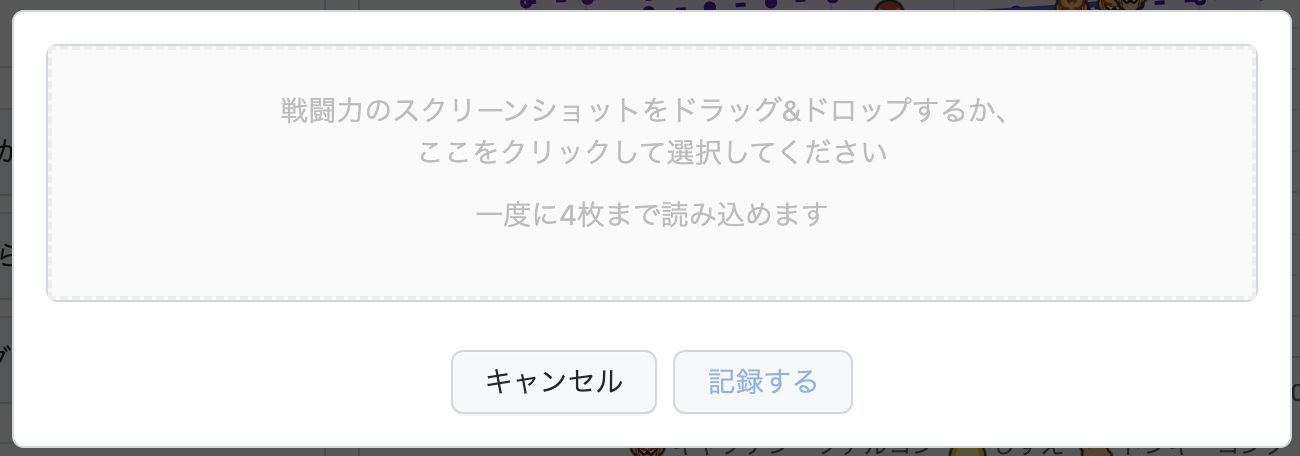 戦闘力のスクリーンショットをドラッグ&ドロップするか、
ここをクリックして選択してください
一度に4枚まで読み込めます
キャンセル
記録する